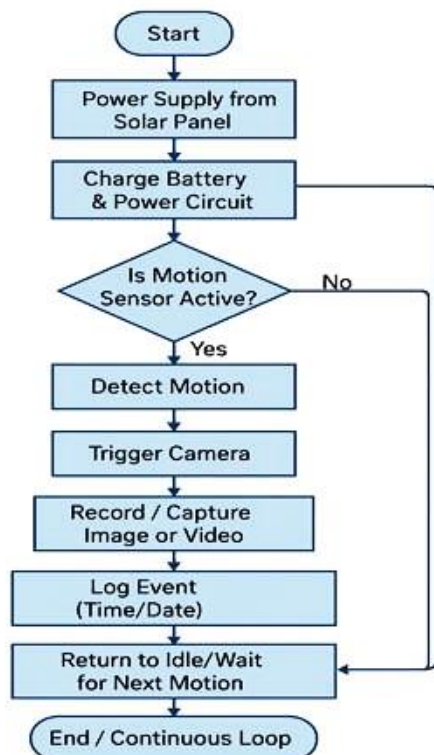 Start
Power Supply from
Solar Panel
Charge Battery
& Power Circuit
Is Motion
Sensor Active?
No
Yes
Detect Motion
Trigger Camera
Record / Capture
Image or Video
Log Event
(Time/Date)
Return to Idle/Wait
for Next Motion
End / Continuous Loop